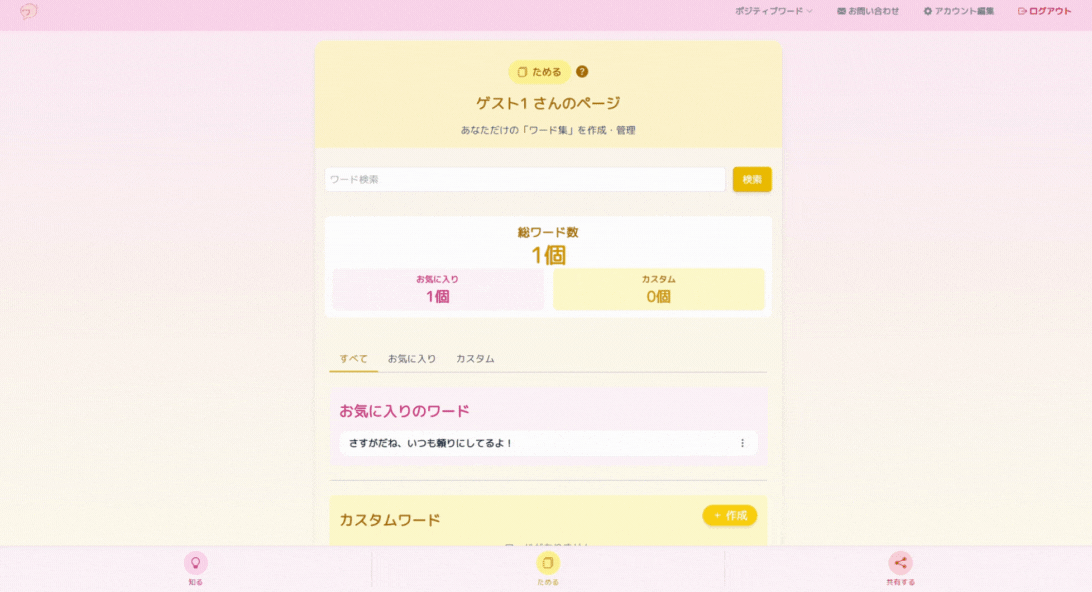 ポジティブワード
お問い合わせ
アカウント編集
ログアウト
ためる ?
ゲスト1 さんのページ
あなただけの「ワード集」を作成・管理
ワード検索
検索
総ワード数
1個
お気に入り
1個
カスタム
0個
すべて
お気に入り
カスタム
お気に入りのワード
さすがだね、いつも頼りにしてるよ！
カスタムワード
+ 作成
知る
ためる
共有する